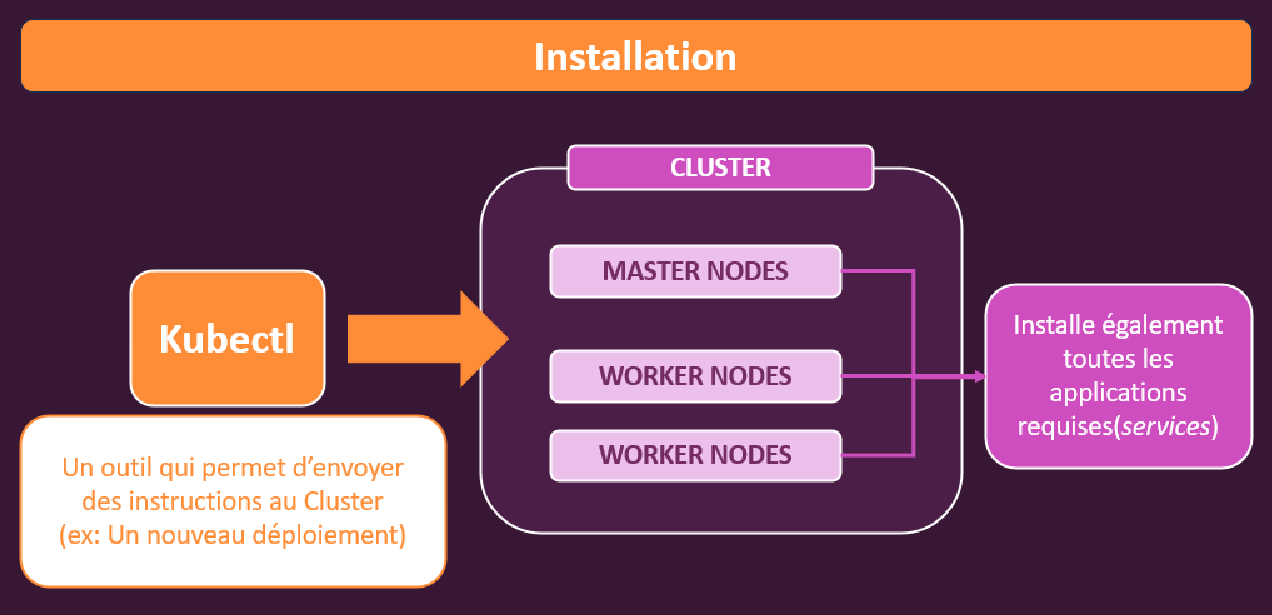 Installation
CLUSTER
MASTER NODES
Kubectl
WORKER NODES
WORKER NODES
Installe également
toutes les
applications
requises(services)
Un outil qui permet d’envoyer
des instructions au Cluster
(ex: Un nouveau déploiement)